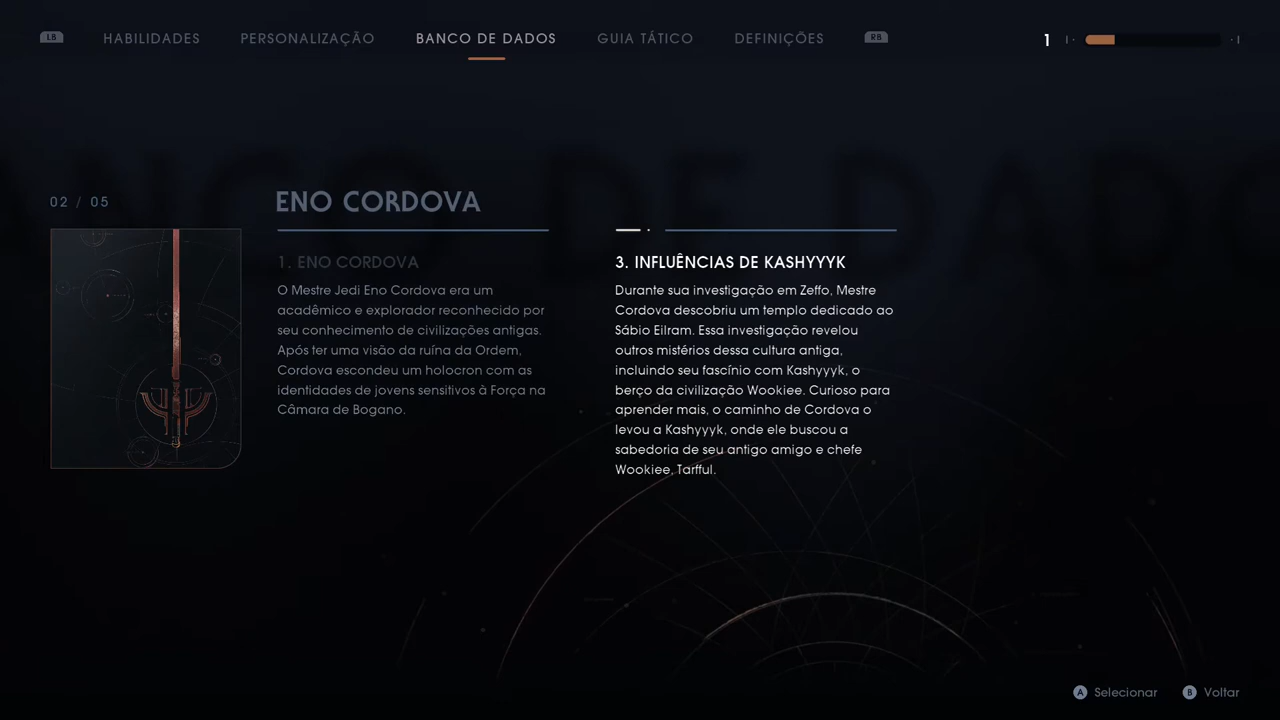 LB
HABILIDADES
PERSONALIZAÇÃO
BANCO DE DADOS
GUIA TÁTICO
DEFINIÇÕES
RB
1
BANCO DE DADOS
02 / 05
ENO CORDOVA
1. ENO CORDOVA
O Mestre Jedi Eno Cordova era um
acadêmico e explorador reconhecido por
seu conhecimento de civilizações antigas.
Após ter uma visão da ruína da Ordem,
Cordova escondeu um holocron com as
identidades de jovens sensitivos à Força na
Câmara de Bogano.
3. INFLUÊNCIAS DE KASHYYYK
Durante sua investigação em Zeffo, Mestre
Cordova descobriu um templo dedicado ao
Sábio Eilram. Essa investigação revelou
outros mistérios dessa cultura antiga,
incluindo seu fascínio com Kashyyyk, o
berço da civilização Wookiee. Curioso para
aprender mais, o caminho de Cordova o
levou a Kashyyyk, onde ele buscou a
sabedoria de seu antigo amigo e chefe
Wookiee, Tarfful.
A Selecionar
B Voltar